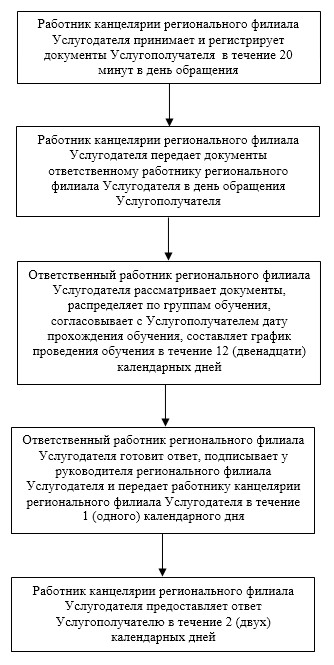 Работник канцелярии регионального филиала
Услугодателя принимает и регистрирует
документы Услугополучателя в течение 20
минут в день обращения
Работник канцелярии регионального филиала
Услугодателя передает документы
ответственному работнику регионального
филиала Услугодателя в день обращения
Услугополучателя
Ответственный работник регионального филиала
Услугодателя рассматривает документы,
распределяет по группам обучения,
согласовывает с Услугополучателем дату
прохождения обучения, составляет график
проведения обучения в течение 12 (двенадцати)
календарных дней
Ответственный работник регионального филиала
Услугодателя готовит ответ, подписывает у
руководителя регионального филиала
Услугодателя и передает работнику канцелярии
регионального филиала Услугодателя в течение
1 (одного) календарного дня
Работник канцелярии регионального филиала
Услугодателя предоставляет ответ
Услугополучателю в течение 2 (двух)
календарных дней